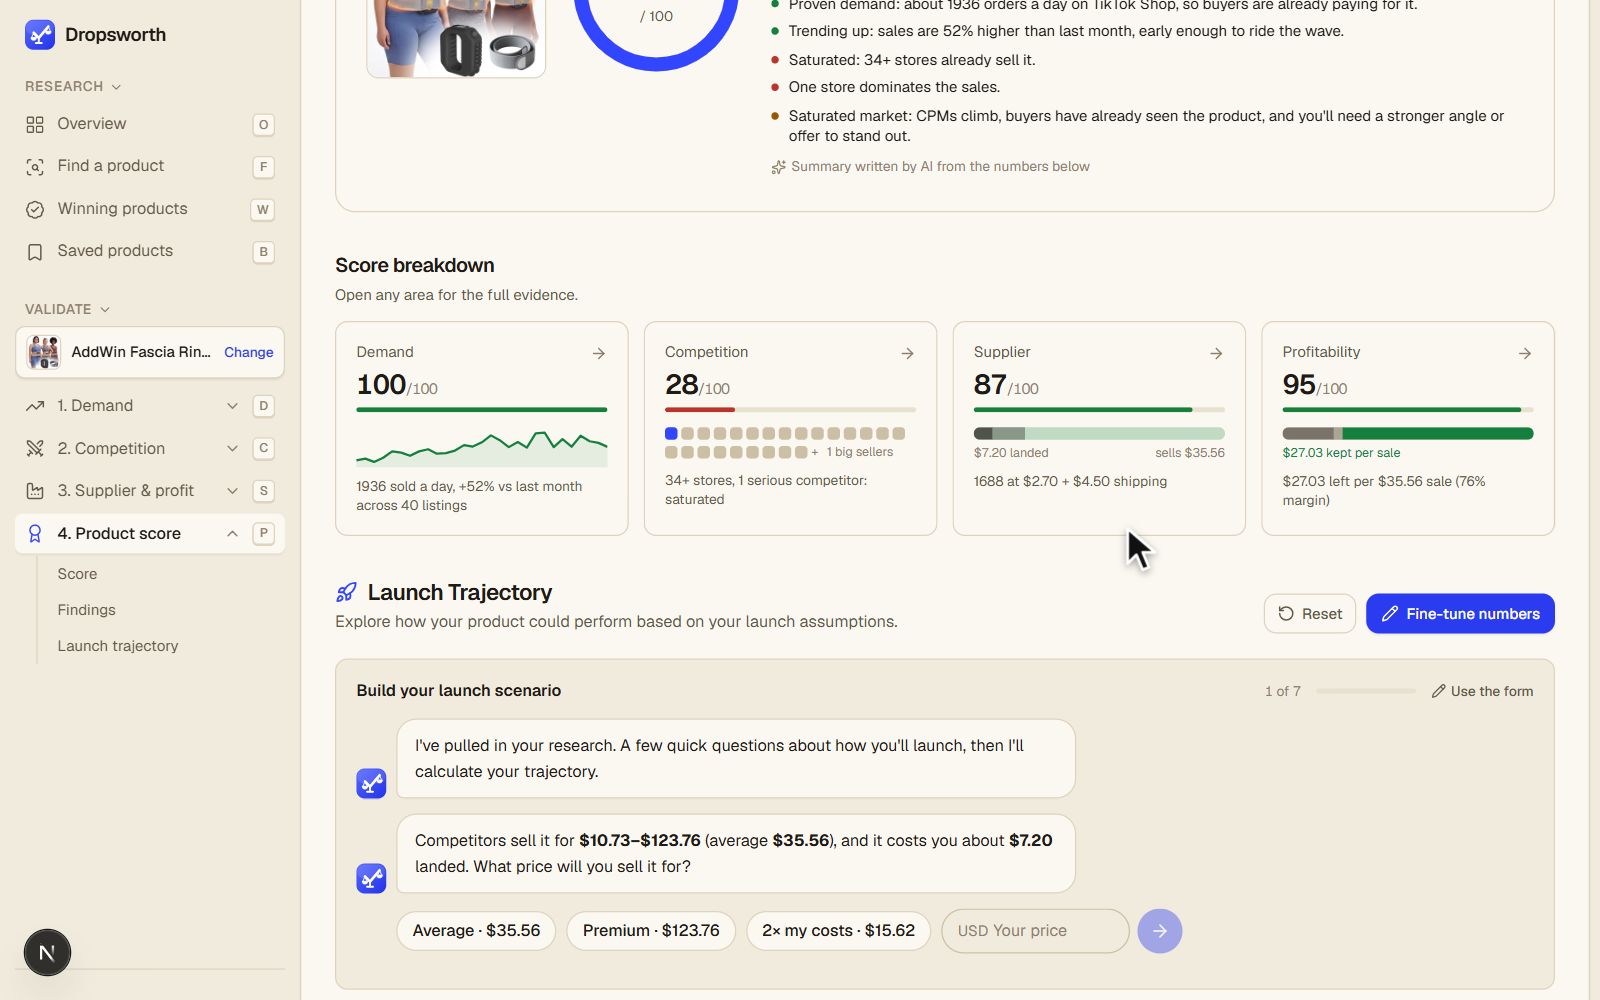 Dropsworth
RESEARCH
Overview
O
Find a product
F
Winning products
W
Saved products
B
VALIDATE
AddWin Fascia Rin...
Change
1. Demand
D
2. Competition
C
3. Supplier & profit
S
4. Product score
P
Score
Findings
Launch trajectory
N
/ 100
Proven demand: about 1936 orders a day on TikTok Shop, so buyers are already paying for it.
Trending up: sales are 52% higher than last month, early enough to ride the wave.
Saturated: 34+ stores already sell it.
One store dominates the sales.
Saturated market: CPMs climb, buyers have already seen the product, and you'll need a stronger angle or
offer to stand out.
Summary written by AI from the numbers below
Score breakdown
Open any area for the full evidence.
Demand
100/100
1936 sold a day, +52% vs last month
across 40 listings
Competition
28/100
+ 1 big sellers
34+ stores, 1 serious competitor:
saturated
Supplier
87/100
$7.20 landed
sells $35.56
1688 at $2.70 + $4.50 shipping
Profitability
95/100
$27.03 kept per sale
$27.03 left per $35.56 sale (76%
margin)
Launch Trajectory
Explore how your product could perform based on your launch assumptions.
Reset
Fine-tune numbers
Build your launch scenario
1 of 7
Use the form
I've pulled in your research. A few quick questions about how you'll launch, then I'll
calculate your trajectory.
Competitors sell it for $10.73–$123.76 (average $35.56), and it costs you about $7.20
landed. What price will you sell it for?
Average · $35.56
Premium · $123.76
2× my costs · $15.62
USD Your price